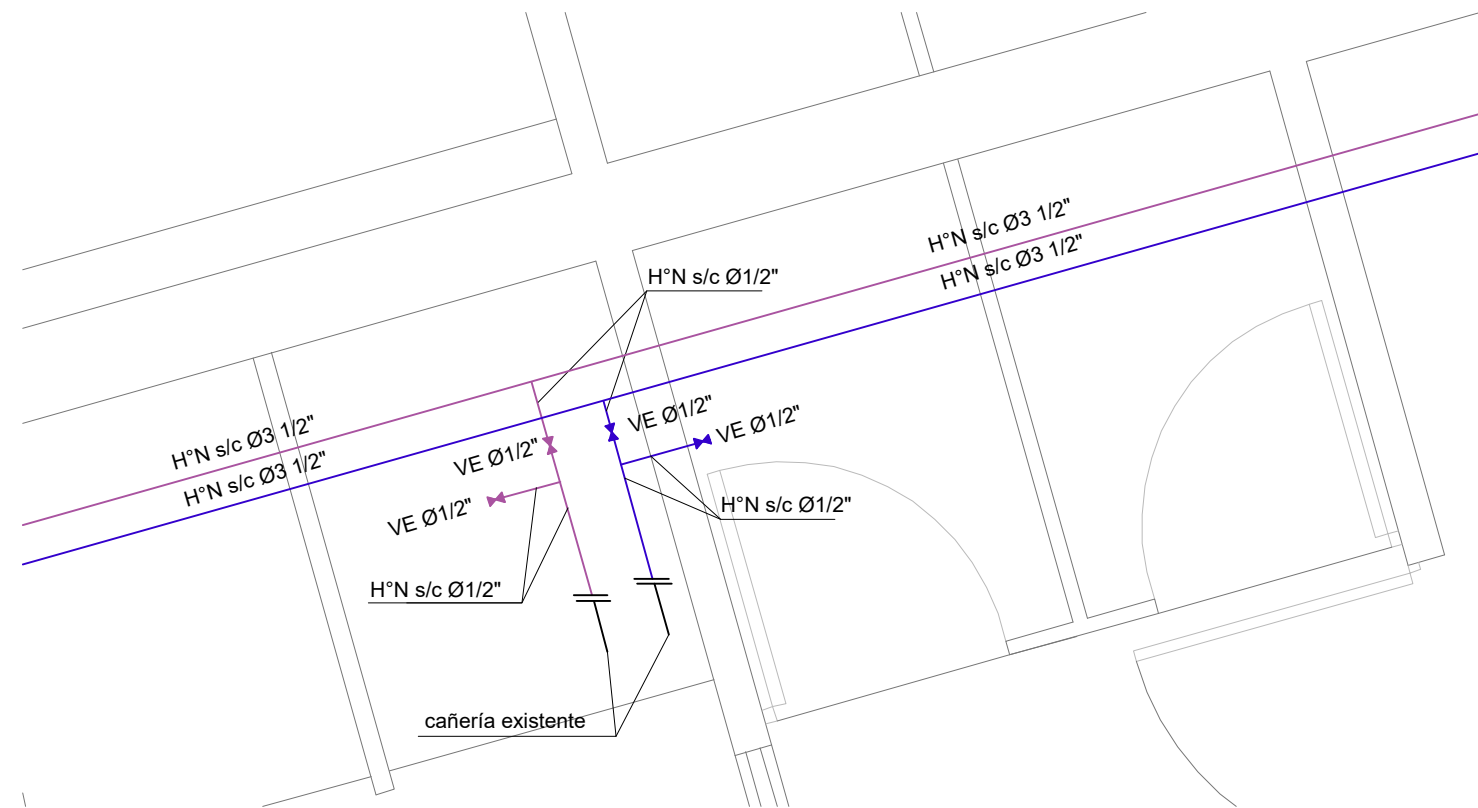 H°N s/c Ø3 1/2"
H°N s/c Ø3 1/2"
H°N s/c Ø1/2"
VE Ø1/2"
VE Ø1/2"
H°N s/c Ø3 1/2"
H°N s/c Ø3 1/2"
VE Ø1/2"
VE Ø1/2"
H°N s/c Ø1/2"
H°N s/c Ø1/2"
cañería existente